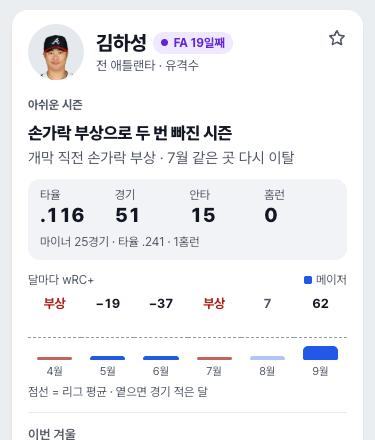 김하성 FA 19일째
전 애틀랜타 · 유격수
아쉬운 시즌
손가락 부상으로 두 번 빠진 시즌
개막 직전 손가락 부상 · 7월 같은 곳 다시 이탈
타율 경기 안타 홈런
.116 51 15 0
마이너 25경기 · 타율 .241 · 1홈런
달마다 wRC+ 메이저
부상 −19 −37 부상 7 62
4월 5월 6월 7월 8월 9월
점선 = 리그 평균 · 옅으면 경기 적은 달
이번 겨울